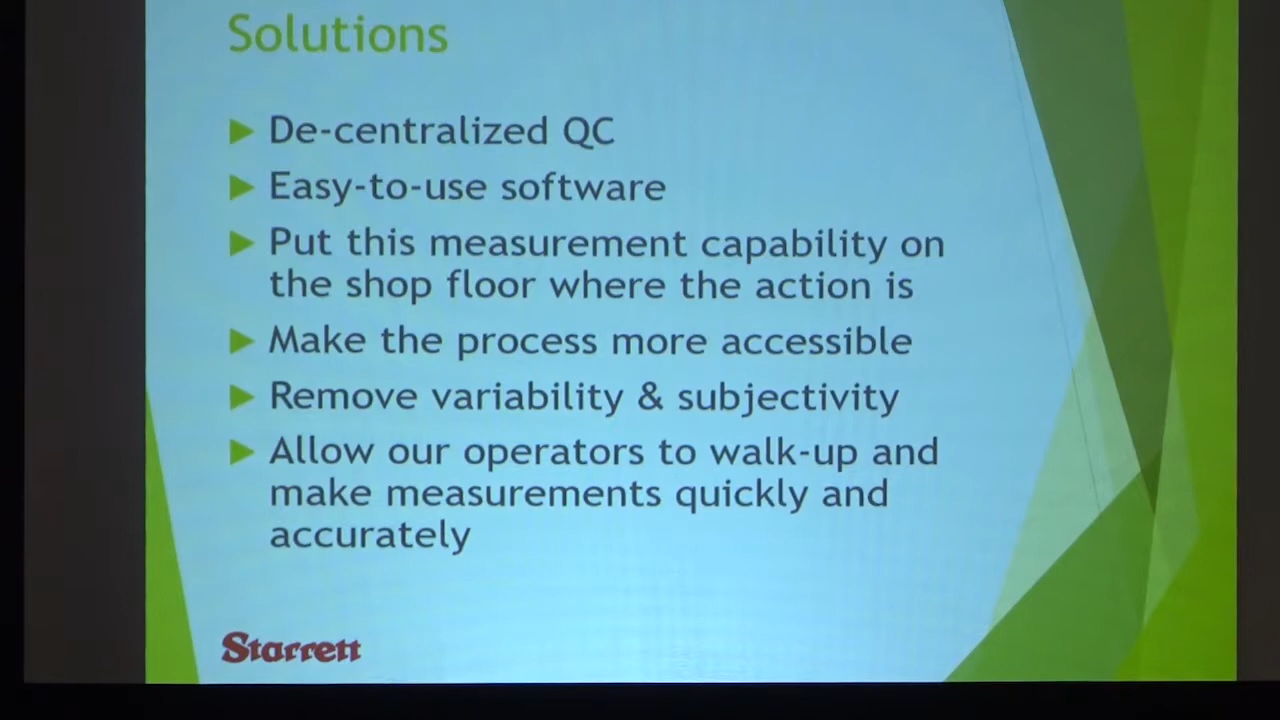 Solutions
De-centralized QC
Easy-to-use software
Put this measurement capability on
the shop floor where the action is
Make the process more accessible
Remove variability & subjectivity
Allow our operators to walk-up and
make measurements quickly and
accurately
Starrett